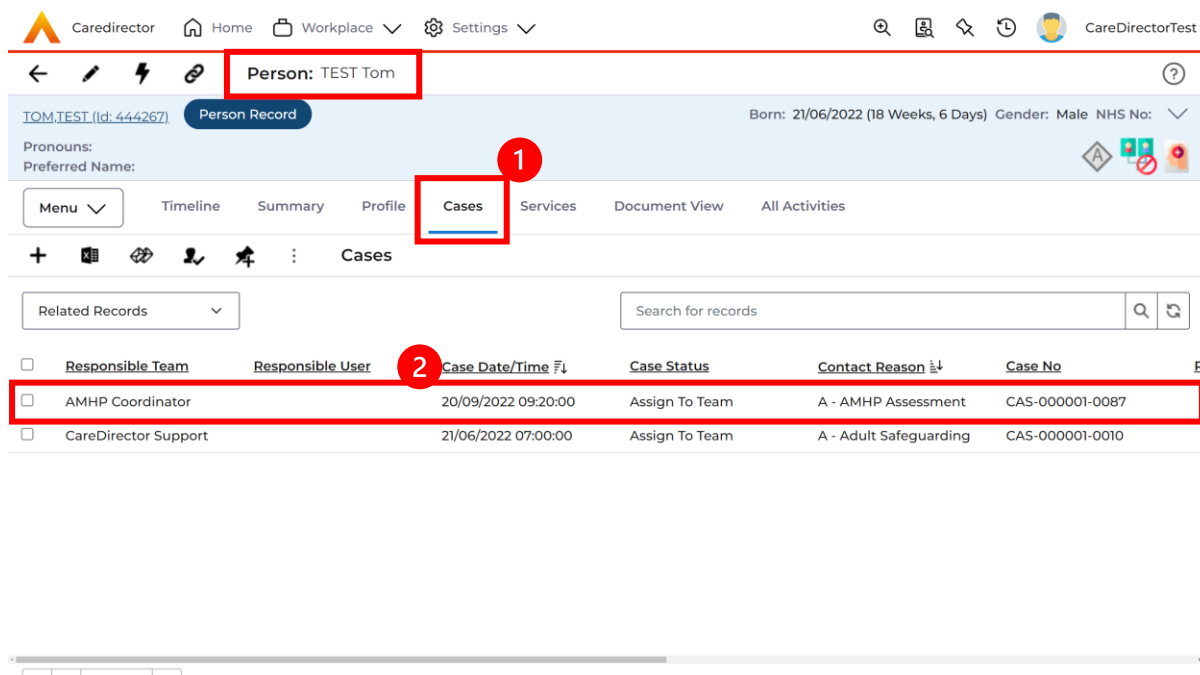 Caredirector Home Workplace Settings CareDirectorTest
Person: TEST Tom
TOM,TEST (Id: 444267) Person Record Born: 21/06/2022 (18 Weeks, 6 Days) Gender: Male NHS No:
Pronouns:
Preferred Name:
1
Menu Timeline Summary Profile Cases Services Document View All Activities
Cases
Related Records Search for records
2
Responsible Team Responsible User Case Date/Time Case Status Contact Reason Case No
AMHP Coordinator 20/09/2022 09:20:00 Assign To Team A - AMHP Assessment CAS-000001-0087
CareDirector Support 21/06/2022 07:00:00 Assign To Team A - Adult Safeguarding CAS-000001-0010